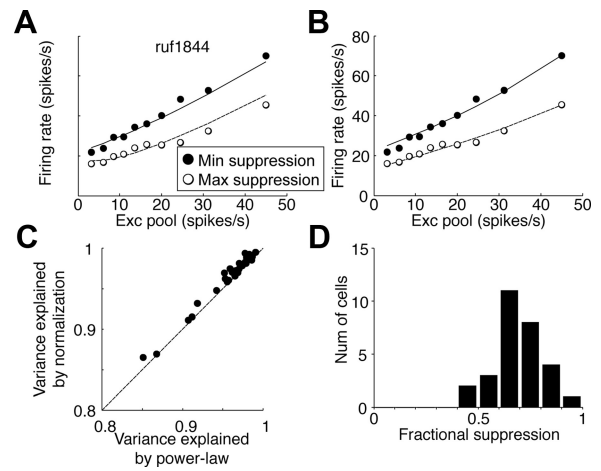 A
B
ruf1844
80
60
40
20
0
Firing rate (spikes/s)
Firing rate (spikes/s)
Min suppression
Max suppression
0 10 20 30 40 50
0 10 20 30 40 50
Exc pool (spikes/s)
Exc pool (spikes/s)
C
D
1
0.9
0.8
Variance explained
by normalization
0.8 0.9 1
Variance explained
by power-law
15
10
5
0
Num of cells
0 0.5 1
Fractional suppression